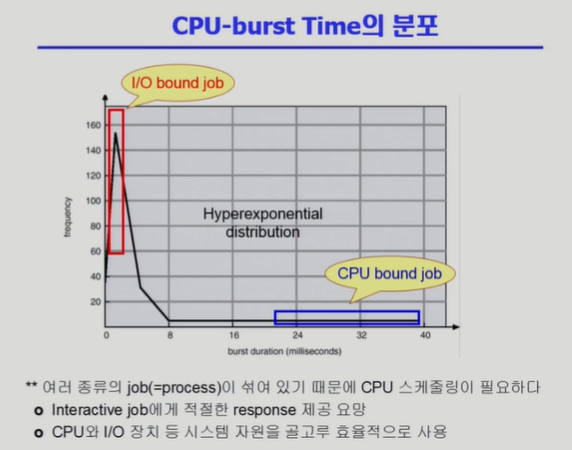 CPU-burst Time의 분포
I/O bound job
160
140
120
100
80
60
40
20
frequency
Hyperexponential
distribution
CPU bound job
0 8 16 24 32 40
burst duration (milliseconds)
** 여러 종류의 job(=process)이 섞여 있기 때문에 CPU 스케줄링이 필요하다
Interactive job에게 적절한 response 제공 요망
CPU와 I/O 장치 등 시스템 자원을 골고루 효율적으로 사용